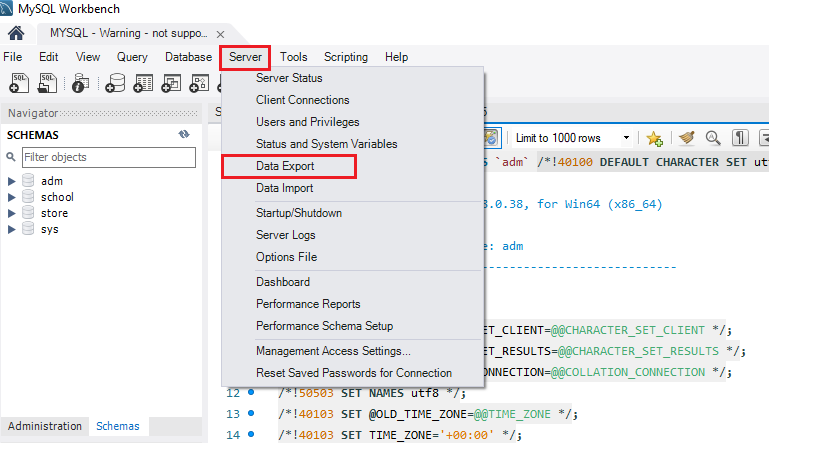 MySQL Workbench
MYSQL - Warning - not suppo... ×
File Edit View Query Database Server Tools Scripting Help
SQL SQL
Navigator
SCHEMAS
Filter objects
adm
school
store
sys
Administration Schemas
Server Status
Client Connections
Users and Privileges
Status and System Variables
Data Export
Data Import
Startup/Shutdown
Server Logs
Options File
Dashboard
Performance Reports
Performance Schema Setup
Management Access Settings...
Reset Saved Passwords for Connection
Limit to 1000 rows
`adm` /*!40100 DEFAULT CHARACTER SET ut
8.0.38, for Win64 (x86_64)
e: adm
-------------------
ET_CLIENT=@@CHARACTER_SET_CLIENT */;
ET_RESULTS=@@CHARACTER_SET_RESULTS */;
ONNECTION=@@COLLATION_CONNECTION */;
12 /*!50503 SET NAMES utf8 */;
13 /*!40103 SET @OLD_TIME_ZONE=@@TIME_ZONE */;
14 /*!40103 SET TIME_ZONE='+00:00' */;